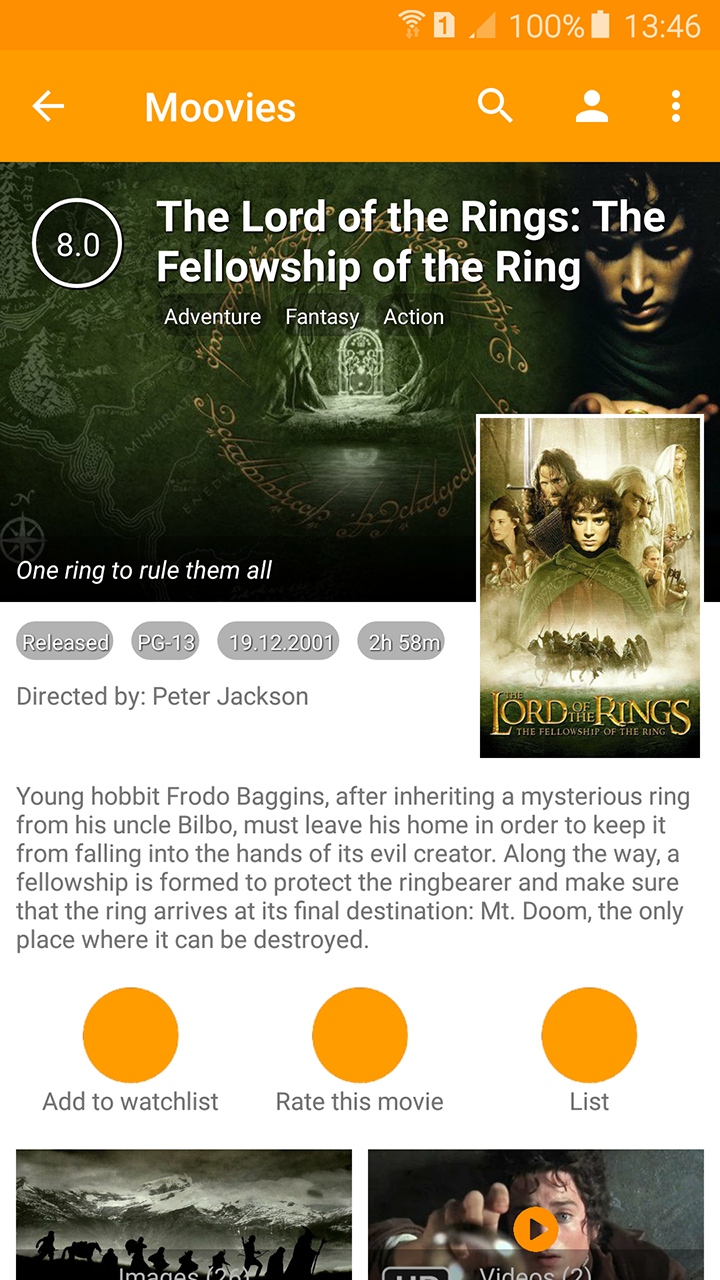 1 100% 13:46
Moovies
8.0
The Lord of the Rings: The
Fellowship of the Ring
Adventure Fantasy Action
MINHIRIA
One ring to rule them all
Released PG-13 19.12.2001 2h 58m
Directed by: Peter Jackson
THE
LORD OF THE RINGS
THE FELLOWSHIP OF THE RING
Young hobbit Frodo Baggins, after inheriting a mysterious ring
from his uncle Bilbo, must leave his home in order to keep it
from falling into the hands of its evil creator. Along the way, a
fellowship is formed to protect the ringbearer and make sure
that the ring arrives at its final destination: Mt. Doom, the only
place where it can be destroyed.
Add to watchlist Rate this movie List
Images
HD Videos (2)